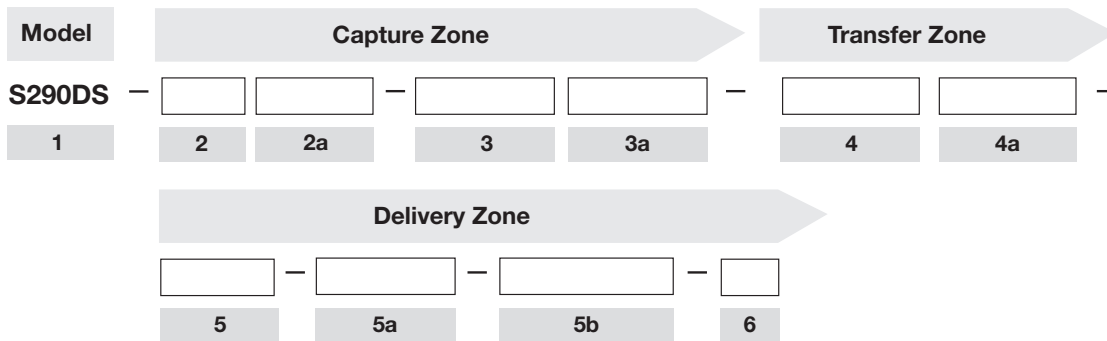 Model Capture Zone Transfer Zone
S290DS – – – –
1 2 2a 3 3a 4 4a
Delivery Zone
– – –
5 5a 5b 6